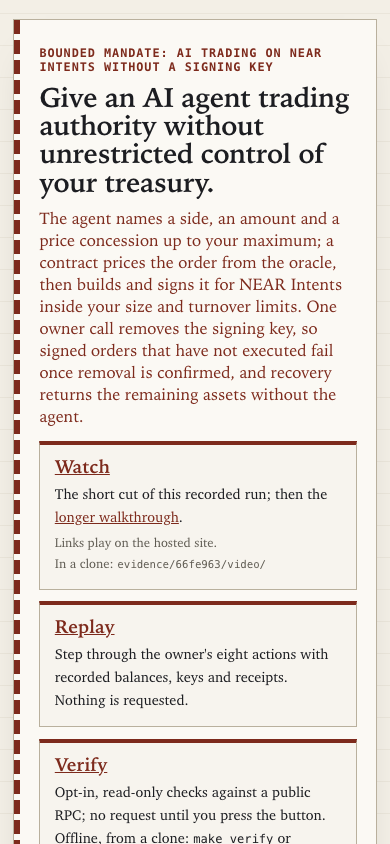 BOUNDED MANDATE: AI TRADING ON NEAR
INTENTS WITHOUT A SIGNING KEY
Give an AI agent trading
authority without
unrestricted control of
your treasury.
The agent names a side, an amount and a
price concession up to your maximum; a
contract prices the order from the oracle,
then builds and signs it for NEAR Intents
inside your size and turnover limits. One
owner call removes the signing key, so
signed orders that have not executed fail
once removal is confirmed, and recovery
returns the remaining assets without the
agent.
Watch
The short cut of this recorded run; then the
longer walkthrough.
Links play on the hosted site.
In a clone: evidence/66fe963/video/
Replay
Step through the owner's eight actions with
recorded balances, keys and receipts.
Nothing is requested.
Verify
Opt-in, read-only checks against a public
RPC; no request until you press the button.
Offline, from a clone: make verify or